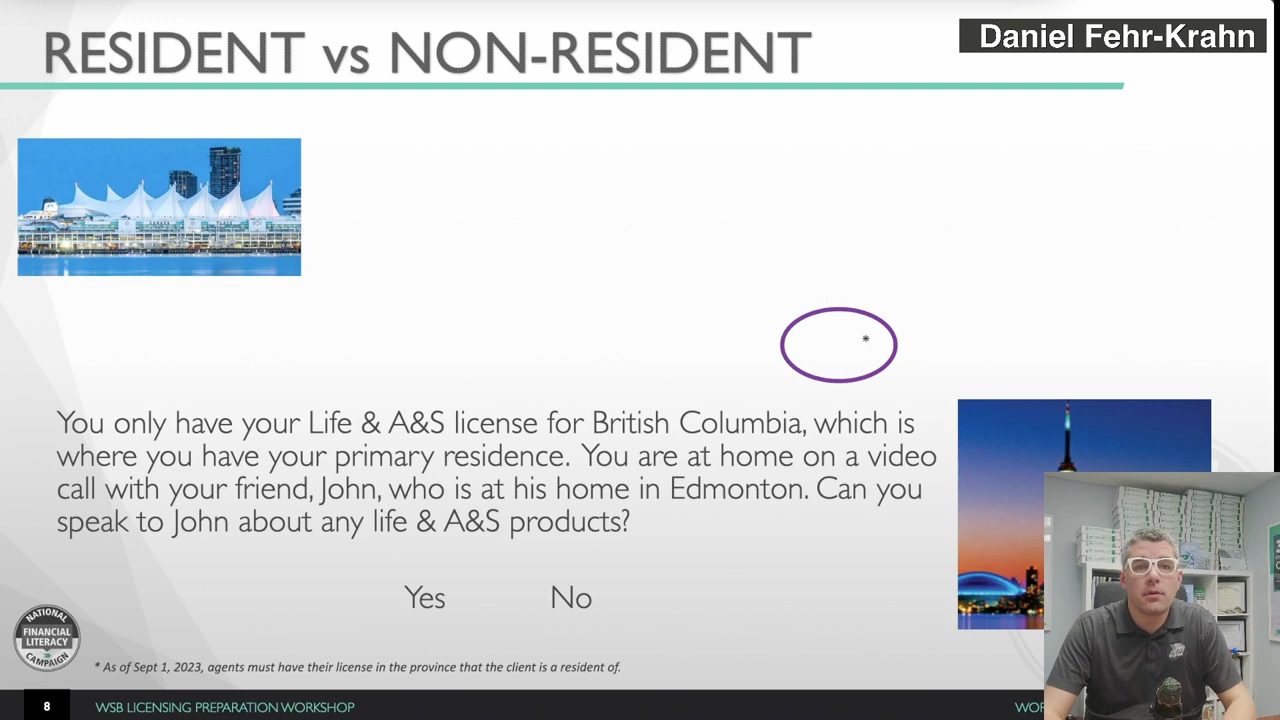 RESIDENT vs NON-RESIDENT
Daniel Fehr-Krahn
*
You only have your Life & A&S license for British Columbia, which is
where you have your primary residence. You are at home on a video
call with your friend, John, who is at his home in Edmonton. Can you
speak to John about any life & A&S products?
Yes No
NATIONAL
FINANCIAL
LITERACY
CAMPAIGN
* As of Sept 1, 2023, agents must have their license in the province that the client is a resident of.
8 WSB LICENSING PREPARATION WORKSHOP